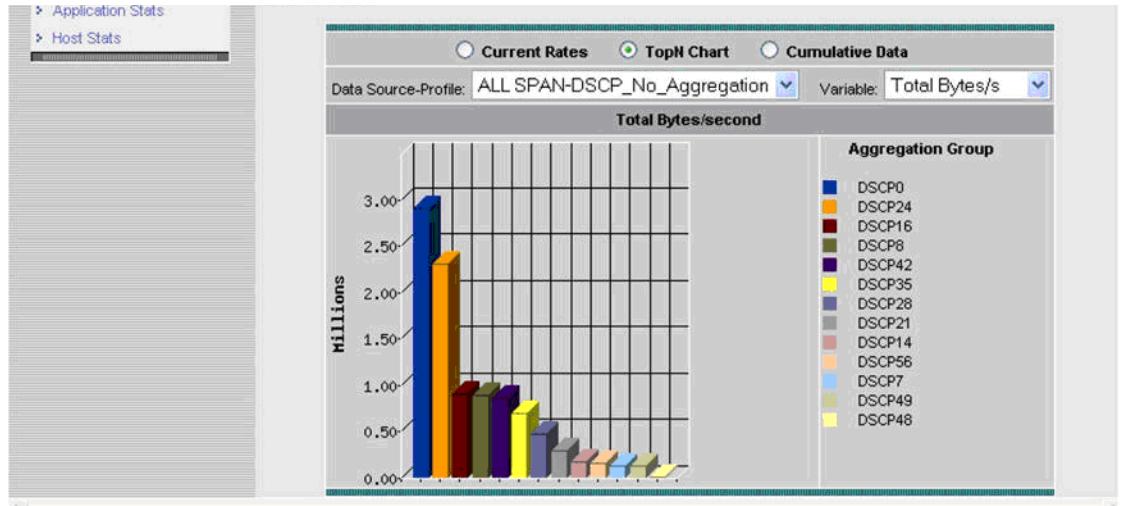 Application Stats
Host Stats
Current Rates TopN Chart Cumulative Data
Data Source-Profile: ALL SPAN-DSCP_No_Aggregation Variable: Total Bytes/s
Total Bytes/second
Aggregation Group
DSCP0
DSCP24
DSCP16
DSCP8
DSCP42
DSCP35
DSCP28
DSCP21
DSCP14
DSCP56
DSCP7
DSCP49
DSCP48
Millions
3.00
2.50
2.00
1.50
1.00
0.50
0.00